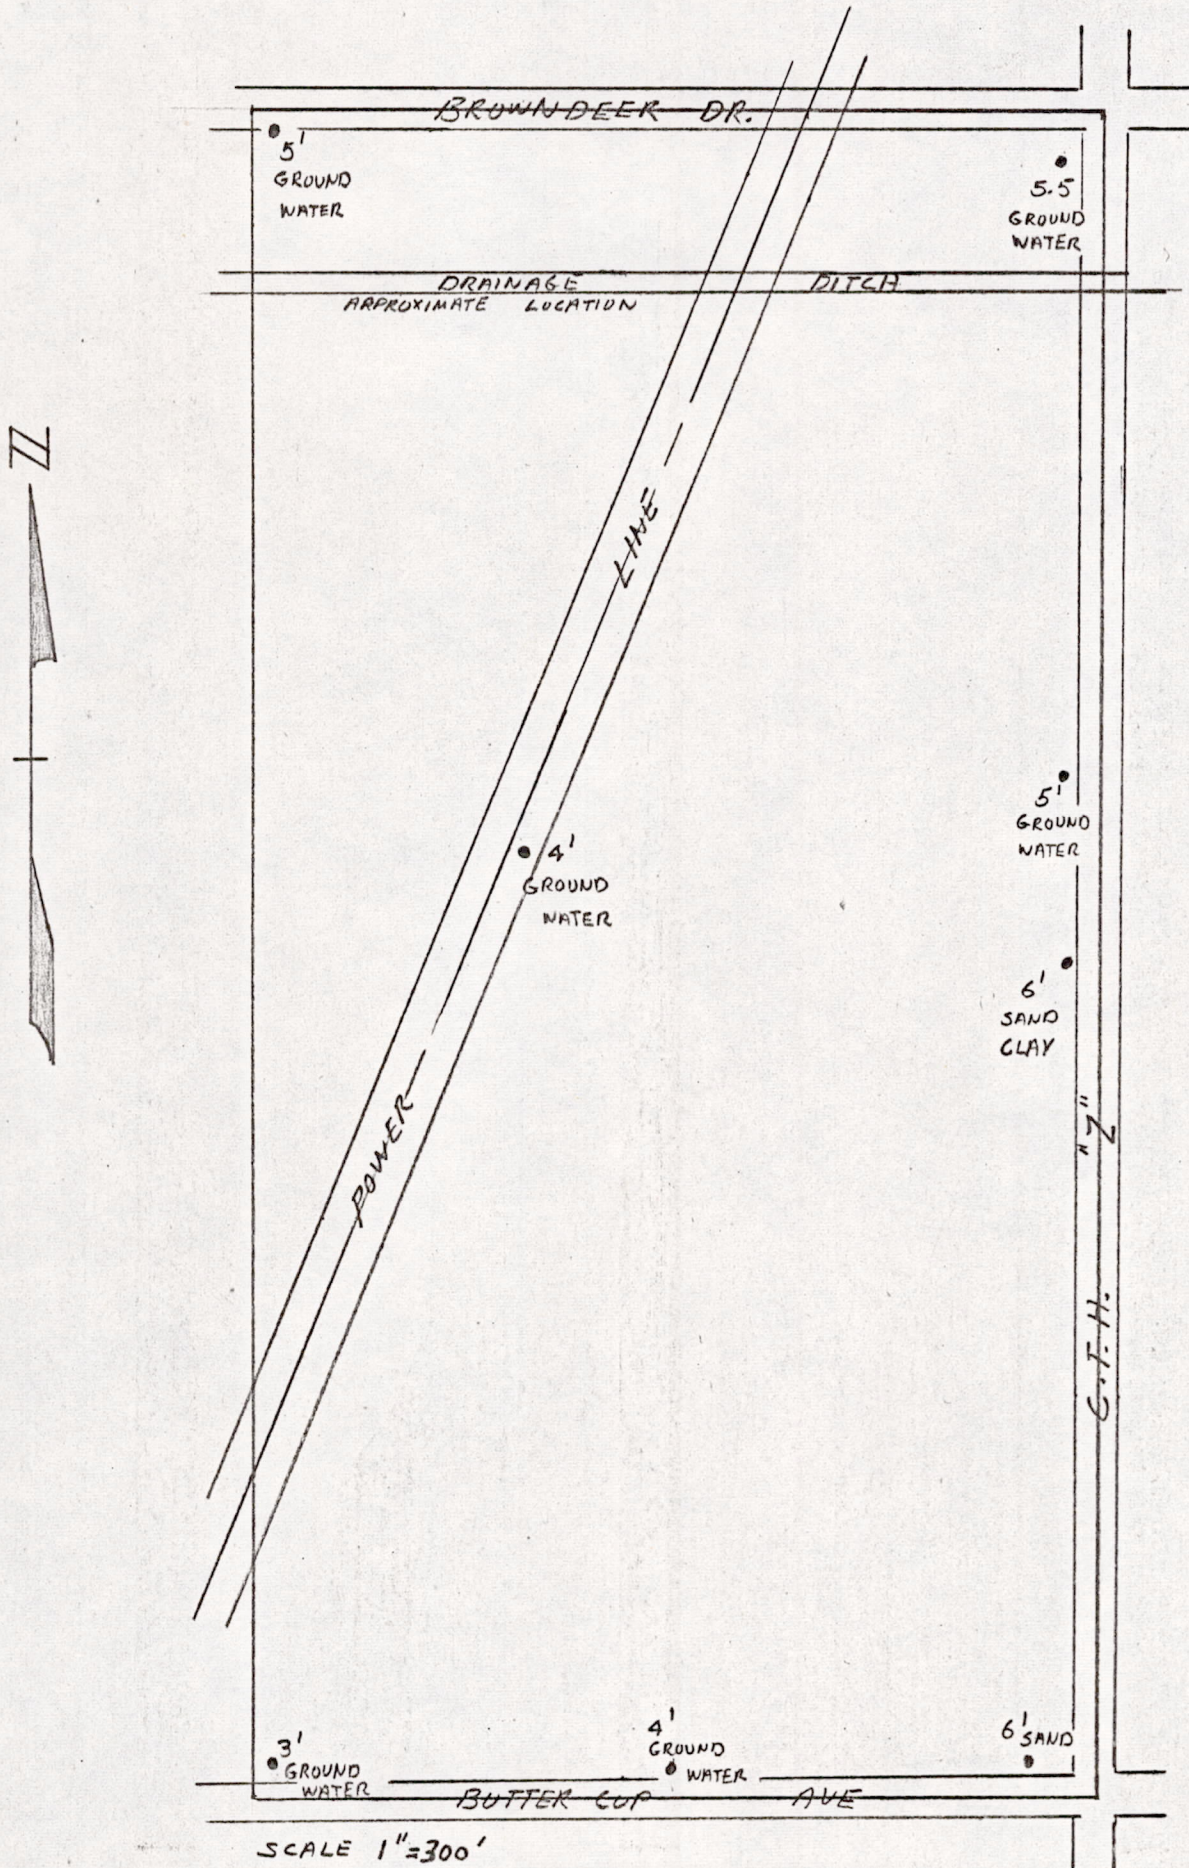 BROWNDEER DR.
5'
GROUND
WATER
5.5
GROUND
WATER
DRAINAGE DITCH
APPROXIMATE LOCATION
N
LINE
5'
GROUND
WATER
4'
GROUND
WATER
6'
SAND
CLAY
POWER
"Z"
C.T.H.
3'
GROUND
WATER
4'
GROUND
WATER
6' SAND
BUTTER CUP AVE
SCALE 1"=300'